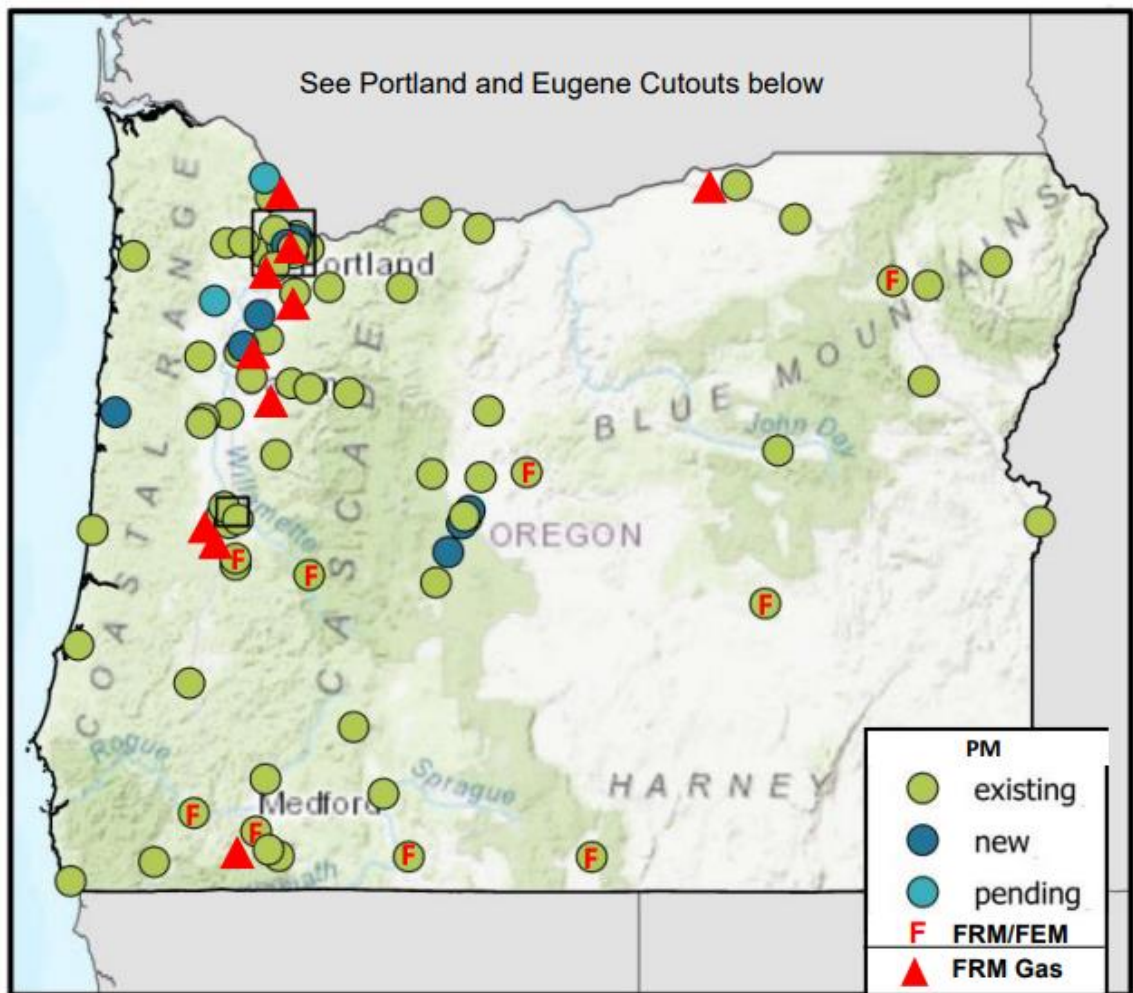 See Portland and Eugene Cutouts below
COASTAL RANGE
CASCADE
Portland
BLUE MOUNTAINS
John Day
Willamette
OREGON
F
F
F
F
F
Rogue
Sprague
HARNEY
Medford
F
F
F
F
PM
existing
new
pending
F FRM/FEM
FRM Gas